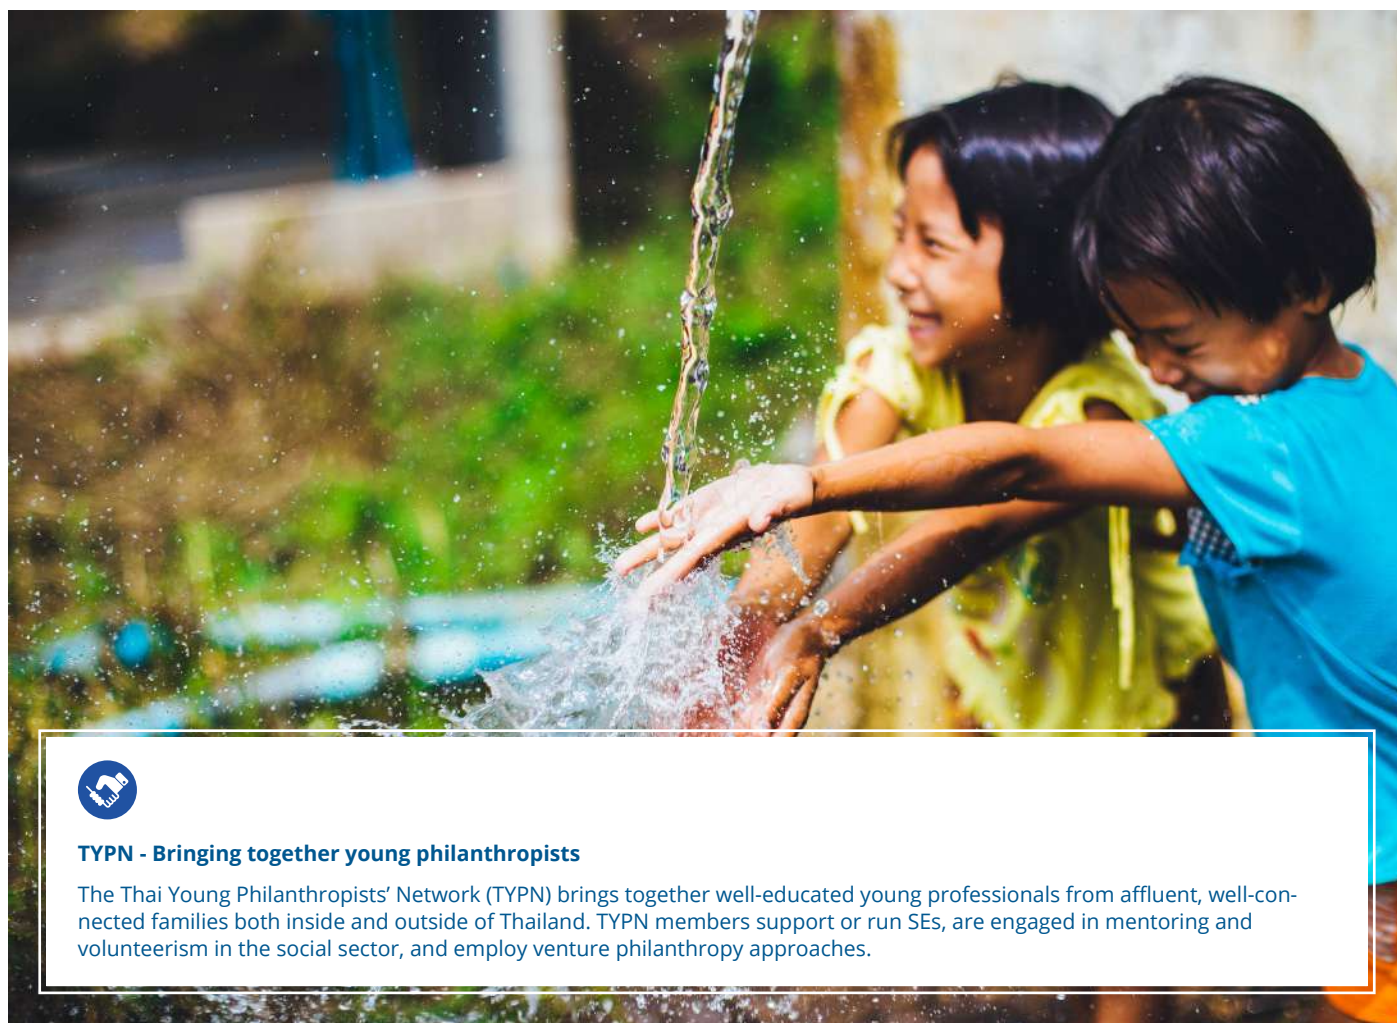 TYPN - Bringing together young philanthropists
The Thai Young Philanthropists’ Network (TYPN) brings together well-educated young professionals from affluent, well-con-
nected families both inside and outside of Thailand. TYPN members support or run SEs, are engaged in mentoring and
volunteerism in the social sector, and employ venture philanthropy approaches.